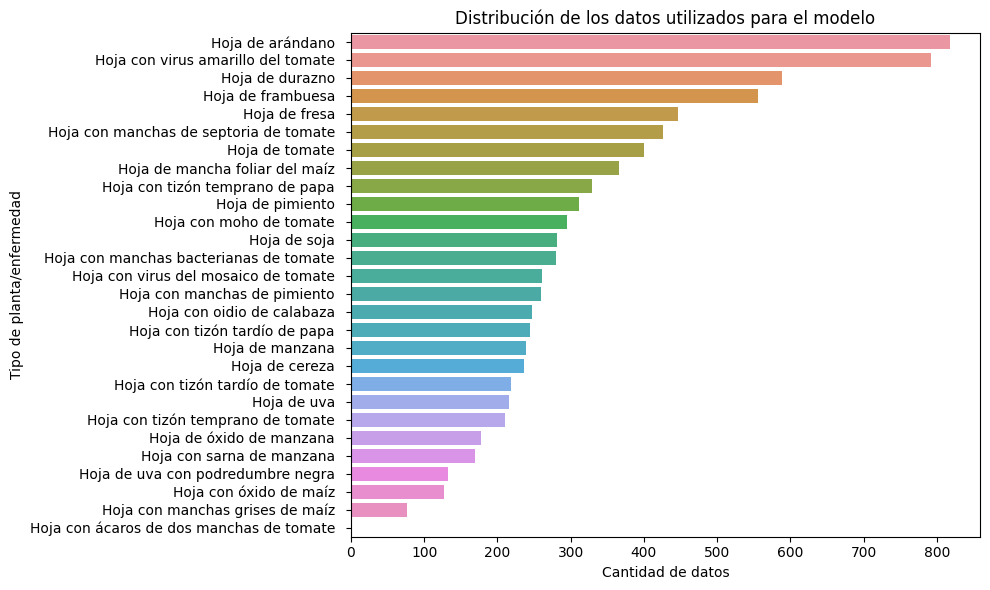 Distribución de los datos utilizados para el modelo
Tipo de planta/enfermedad
Hoja de arándano
Hoja con virus amarillo del tomate
Hoja de durazno
Hoja de frambuesa
Hoja de fresa
Hoja con manchas de septoria de tomate
Hoja de tomate
Hoja de mancha foliar del maíz
Hoja con tizón temprano de papa
Hoja de pimiento
Hoja con moho de tomate
Hoja de soja
Hoja con manchas bacterianas de tomate
Hoja con virus del mosaico de tomate
Hoja con manchas de pimiento
Hoja con oidio de calabaza
Hoja con tizón tardío de papa
Hoja de manzana
Hoja de cereza
Hoja con tizón tardío de tomate
Hoja de uva
Hoja con tizón temprano de tomate
Hoja de óxido de manzana
Hoja con sarna de manzana
Hoja de uva con podredumbre negra
Hoja con óxido de maíz
Hoja con manchas grises de maíz
Hoja con ácaros de dos manchas de tomate
0 100 200 300 400 500 600 700 800
Cantidad de datos